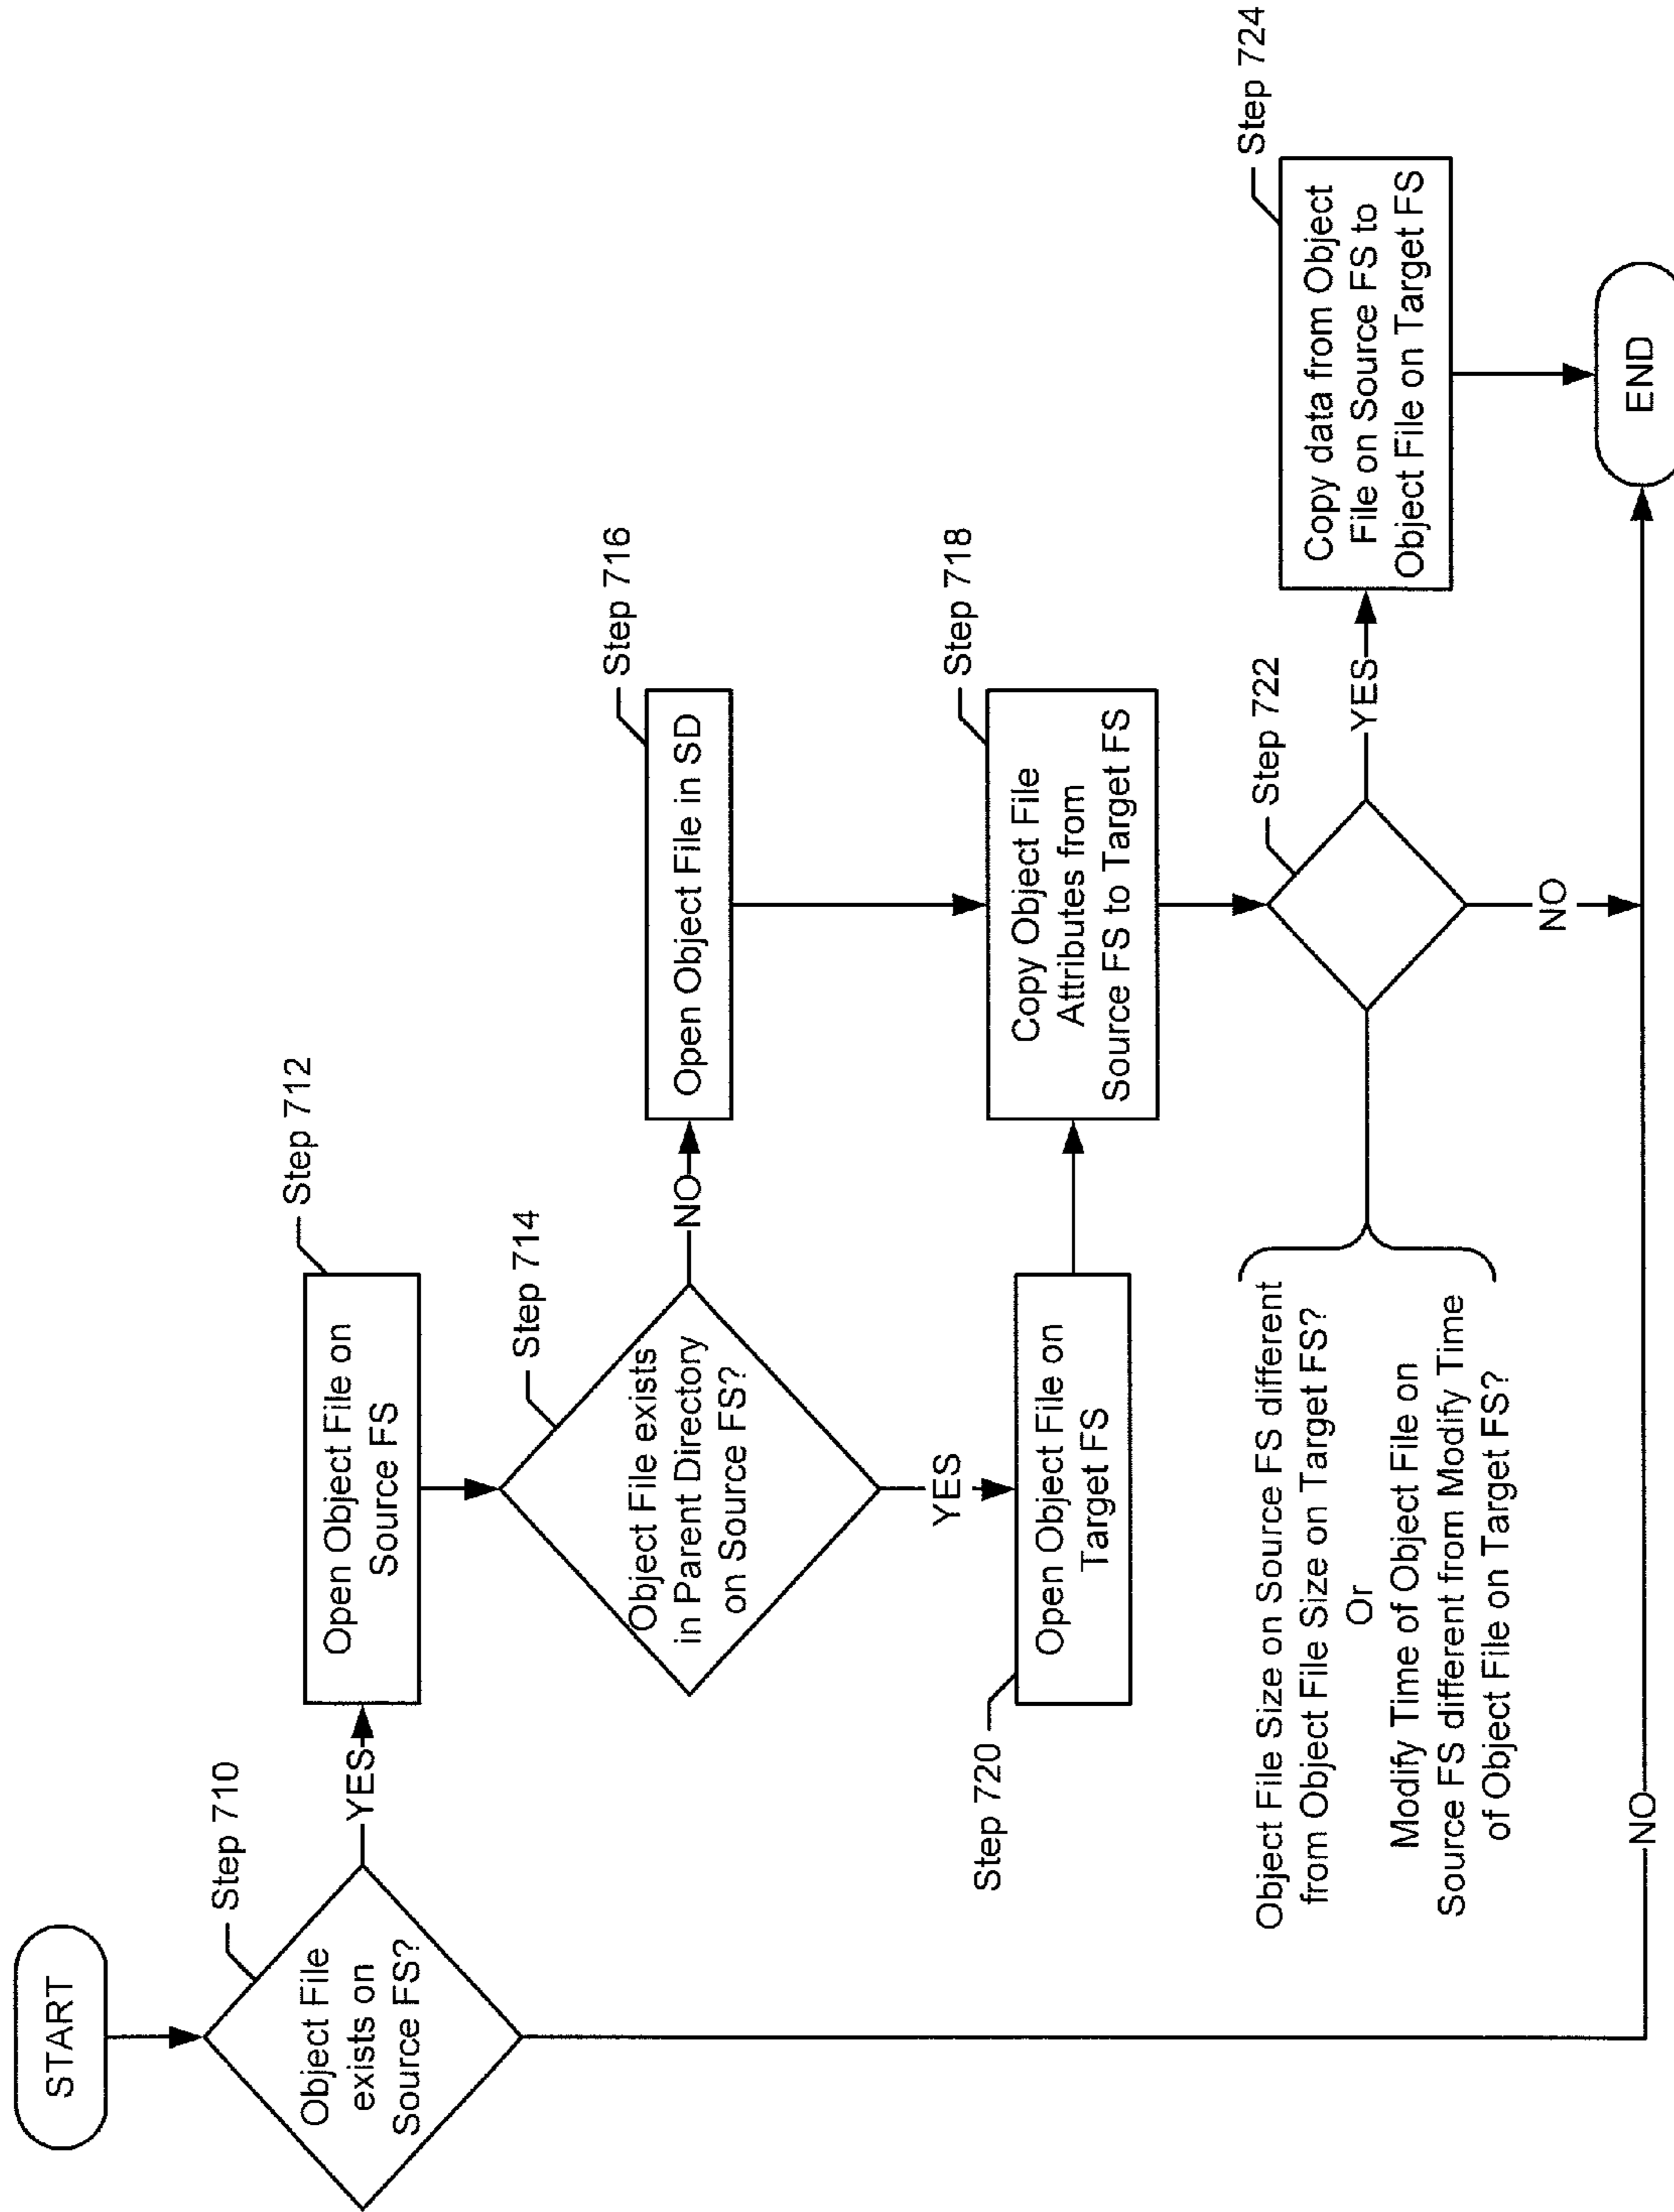 START
Step 710
Object File
exists on
Source FS?
YES
NO
Step 712
Open Object File on
Source FS
Step 714
Object File exists
in Parent Directory
on Source FS?
NO
YES
Step 716
Open Object File in SD
Step 720
Open Object File on
Target FS
Step 718
Copy Object File
Attributes from
Source FS to Target FS
Step 722
Object File Size on Source FS different
from Object File Size on Target FS?
Or
Modify Time of Object File on
Source FS different from Modify Time
of Object File on Target FS?
YES
NO
Step 724
Copy data from Object
File on Source FS to
Object File on Target FS
END